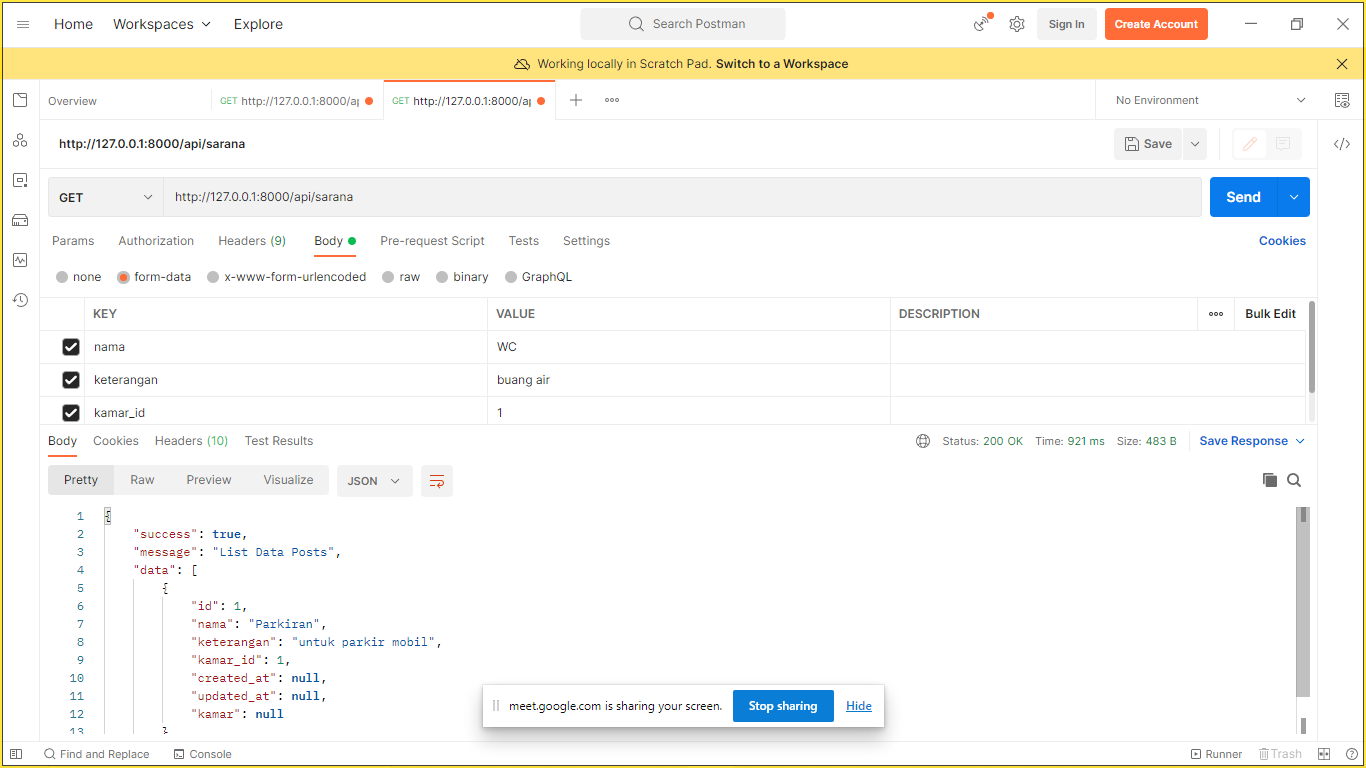 Home Workspaces Explore Search Postman Sign In Create Account
Working locally in Scratch Pad. Switch to a Workspace
Overview GET http://127.0.0.1:8000/ap GET http://127.0.0.1:8000/ap No Environment
http://127.0.0.1:8000/api/sarana Save
GET http://127.0.0.1:8000/api/sarana Send
Params Authorization Headers (9) Body Pre-request Script Tests Settings Cookies
none form-data x-www-form-urlencoded raw binary GraphQL
KEY VALUE DESCRIPTION Bulk Edit
nama WC
keterangan buang air
kamar_id 1
Body Cookies Headers (10) Test Results Status: 200 OK Time: 921 ms Size: 483 B Save Response
Pretty Raw Preview Visualize JSON
1 {
2 "success": true,
3 "message": "List Data Posts",
4 "data": [
5 {
6 "id": 1,
7 "nama": "Parkiran",
8 "keterangan": "untuk parkir mobil",
9 "kamar_id": 1,
10 "created_at": null,
11 "updated_at": null,
12 "kamar": null
13 }
meet.google.com is sharing your screen. Stop sharing Hide
Find and Replace Console Runner Trash